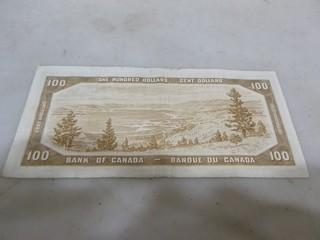 100 ONE HUNDRED DOLLARS CENT DOLLARS 100
100 BANK OF CANADA — BANQUE DU CANADA 100